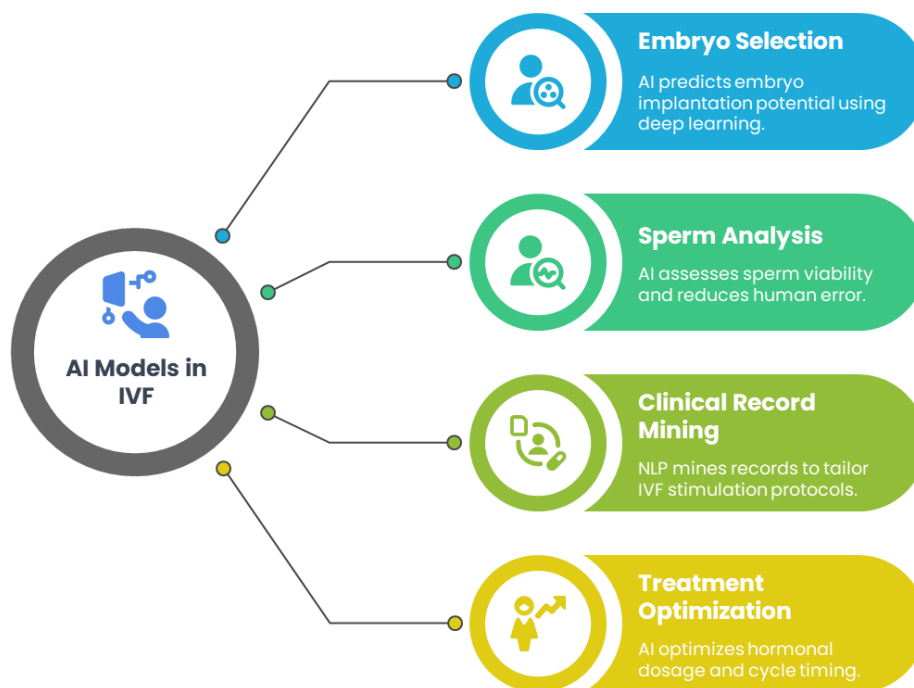 Embryo Selection
AI predicts embryo
implantation potential using
deep learning.
Sperm Analysis
AI assesses sperm viability
and reduces human error.
AI Models in
IVF
Clinical Record
Mining
NLP mines records to tailor
IVF stimulation protocols.
Treatment
Optimization
AI optimizes hormonal
dosage and cycle timing.